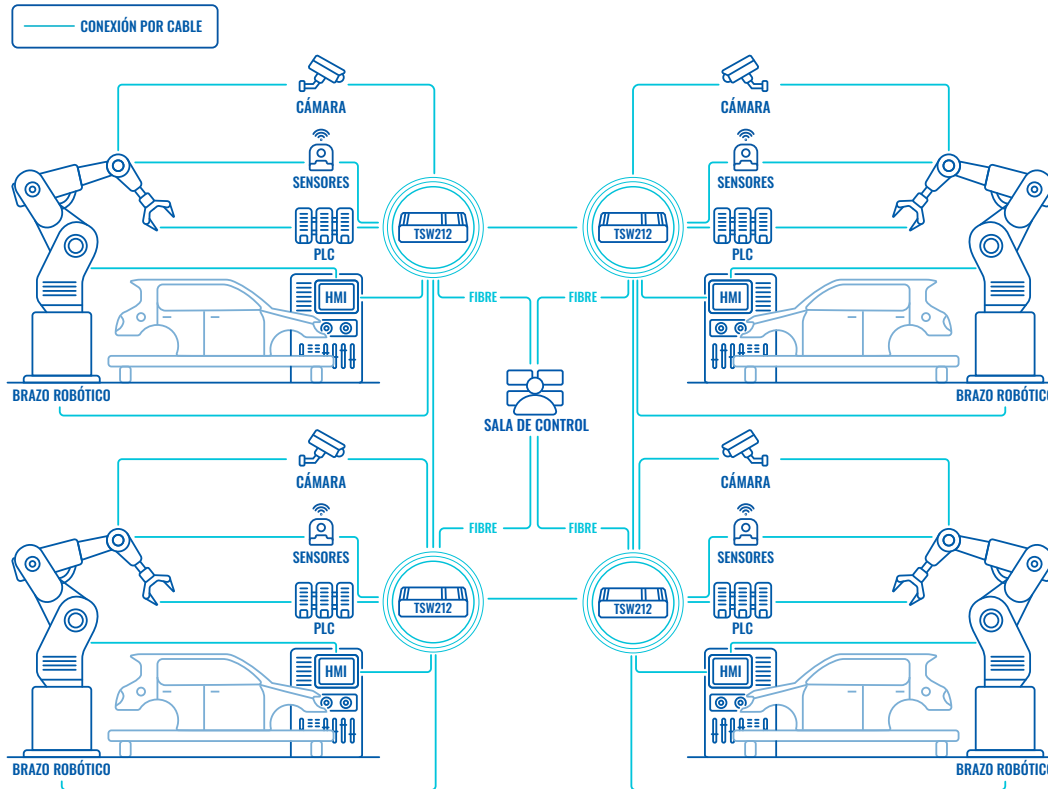 CONEXIÓN POR CABLE
CÁMARA
CÁMARA
SENSORES
SENSORES
TSW212
TSW212
PLC
PLC
HMI
FIBRE
FIBRE
HMI
BRAZO ROBÓTICO
BRAZO ROBÓTICO
SALA DE CONTROL
CÁMARA
CÁMARA
FIBRE
FIBRE
SENSORES
SENSORES
TSW212
TSW212
PLC
PLC
HMI
HMI
BRAZO ROBÓTICO
BRAZO ROBÓTICO